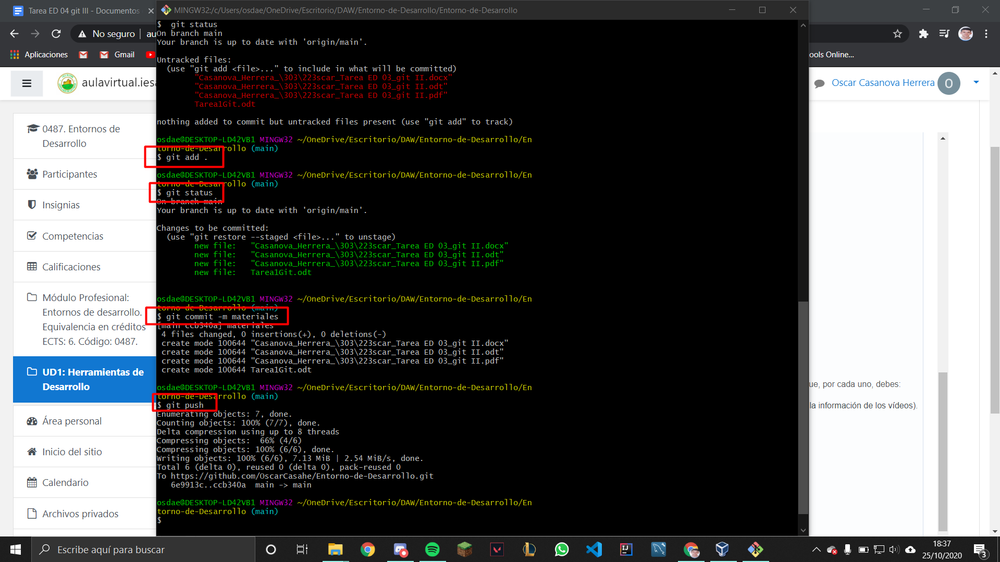 Tarea ED 04 git III - Documentos
MINGW32:/c/Users/osdae/OneDrive/Escritorio/DAW/Entorno-de-Desarrollo/Entorno-de-Desarrollo
No seguro
Aplicaciones
Gmail
ools Online...
aulavirtual.ies
Oscar Casanova Herrera
O
0487. Entornos de
Desarrollo
Participantes
Insignias
Competencias
Calificaciones
Módulo Profesional:
Entornos de desarrollo.
Equivalencia en créditos
ECTS: 6. Código: 0487.
UD1: Herramientas de
Desarrollo
Área personal
Inicio del sitio
Calendario
Archivos privados
$  git status
On branch main
Your branch is up to date with 'origin/main'.
Untracked files:
  (use "git add <file>..." to include in what will be committed)
        "Casanova_Herrera_\303\223scar_Tarea ED 03_git II.docx"
        "Casanova_Herrera_\303\223scar_Tarea ED 03_git II.odt"
        "Casanova_Herrera_\303\223scar_Tarea ED 03_git II.pdf"
        Tarea1Git.odt
nothing added to commit but untracked files present (use "git add" to track)
osdae@DESKTOP-LD42VB1 MINGW32 ~/OneDrive/Escritorio/DAW/Entorno-de-Desarrollo/En
torno-de-Desarrollo (main)
$ git add .
osdae@DESKTOP-LD42VB1 MINGW32 ~/OneDrive/Escritorio/DAW/Entorno-de-Desarrollo/En
torno-de-Desarrollo (main)
$ git status
On branch main
Your branch is up to date with 'origin/main'.
Changes to be committed:
  (use "git restore --staged <file>..." to unstage)
        new file:   "Casanova_Herrera_\303\223scar_Tarea ED 03_git II.docx"
        new file:   "Casanova_Herrera_\303\223scar_Tarea ED 03_git II.odt"
        new file:   "Casanova_Herrera_\303\223scar_Tarea ED 03_git II.pdf"
        new file:   Tarea1Git.odt
osdae@DESKTOP-LD42VB1 MINGW32 ~/OneDrive/Escritorio/DAW/Entorno-de-Desarrollo/En
torno-de-Desarrollo (main)
$ git commit -m materiales
[main ccb340a] materiales
 4 files changed, 0 insertions(+), 0 deletions(-)
 create mode 100644 "Casanova_Herrera_\303\223scar_Tarea ED 03_git II.docx"
 create mode 100644 "Casanova_Herrera_\303\223scar_Tarea ED 03_git II.odt"
 create mode 100644 "Casanova_Herrera_\303\223scar_Tarea ED 03_git II.pdf"
 create mode 100644 Tarea1Git.odt
osdae@DESKTOP-LD42VB1 MINGW32 ~/OneDrive/Escritorio/DAW/Entorno-de-Desarrollo/En
torno-de-Desarrollo (main)
$ git push
Enumerating objects: 7, done.
Counting objects: 100% (7/7), done.
Delta compression using up to 8 threads
Compressing objects:  66% (4/6)
Compressing objects: 100% (6/6), done.
Writing objects: 100% (6/6), 7.13 MiB | 2.54 MiB/s, done.
Total 6 (delta 0), reused 0 (delta 0), pack-reused 0
To https://github.com/OscarCasahe/Entorno-de-Desarrollo.git
   6e9913c..ccb340a  main -> main
osdae@DESKTOP-LD42VB1 MINGW32 ~/OneDrive/Escritorio/DAW/Entorno-de-Desarrollo/En
torno-de-Desarrollo (main)
$
ue, por cada uno, debes:
la información de los vídeos).
Escribe aquí para buscar
18:37
25/10/2020
3